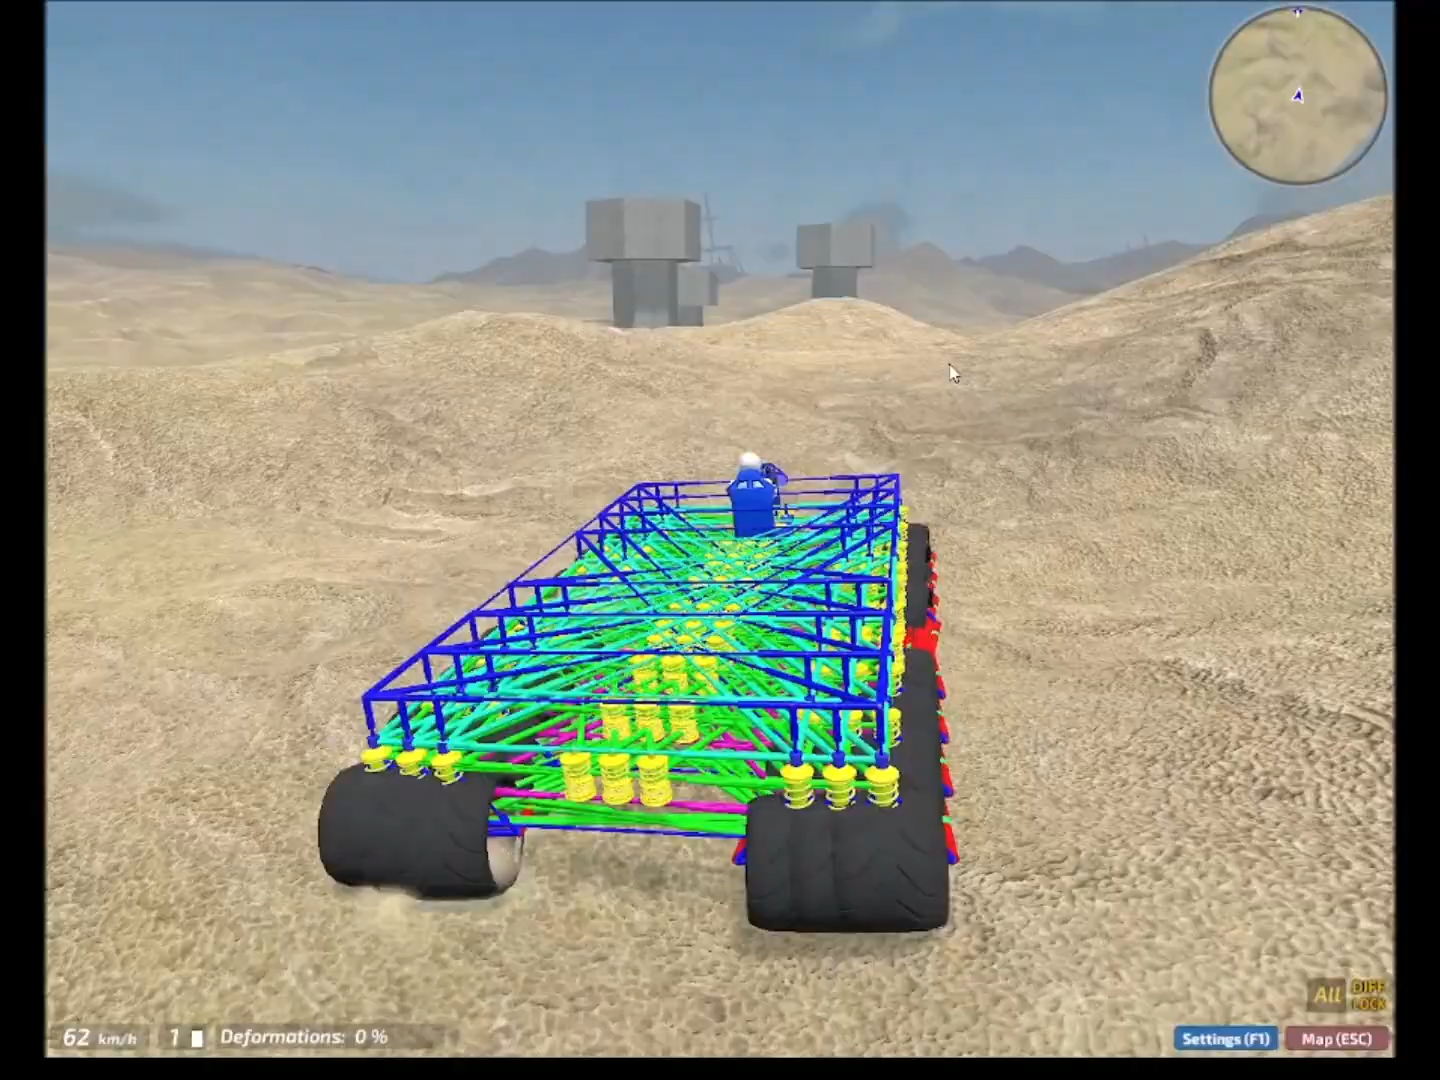 All DIFF
LOCK
62 km/h 1 Deformations: 0 % Settings (F1) Map (ESC)